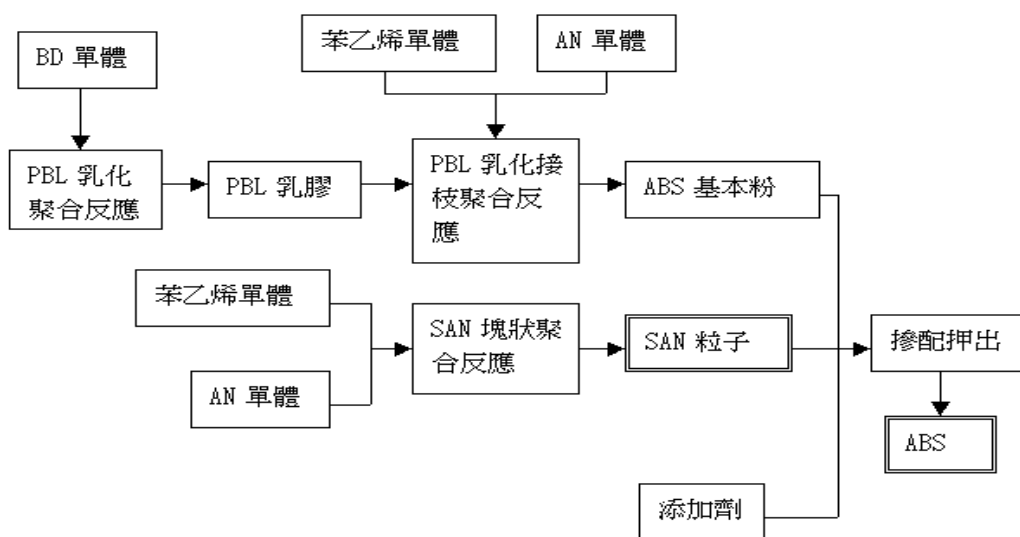 苯乙烯單體
AN 單體
BD 單體
PBL 乳化
聚合反應
PBL 乳膠
PBL 乳化接
枝聚合反
應
ABS 基本粉
苯乙烯單體
AN 單體
SAN 塊狀聚
合反應
SAN 粒子
摻配押出
ABS
添加劑